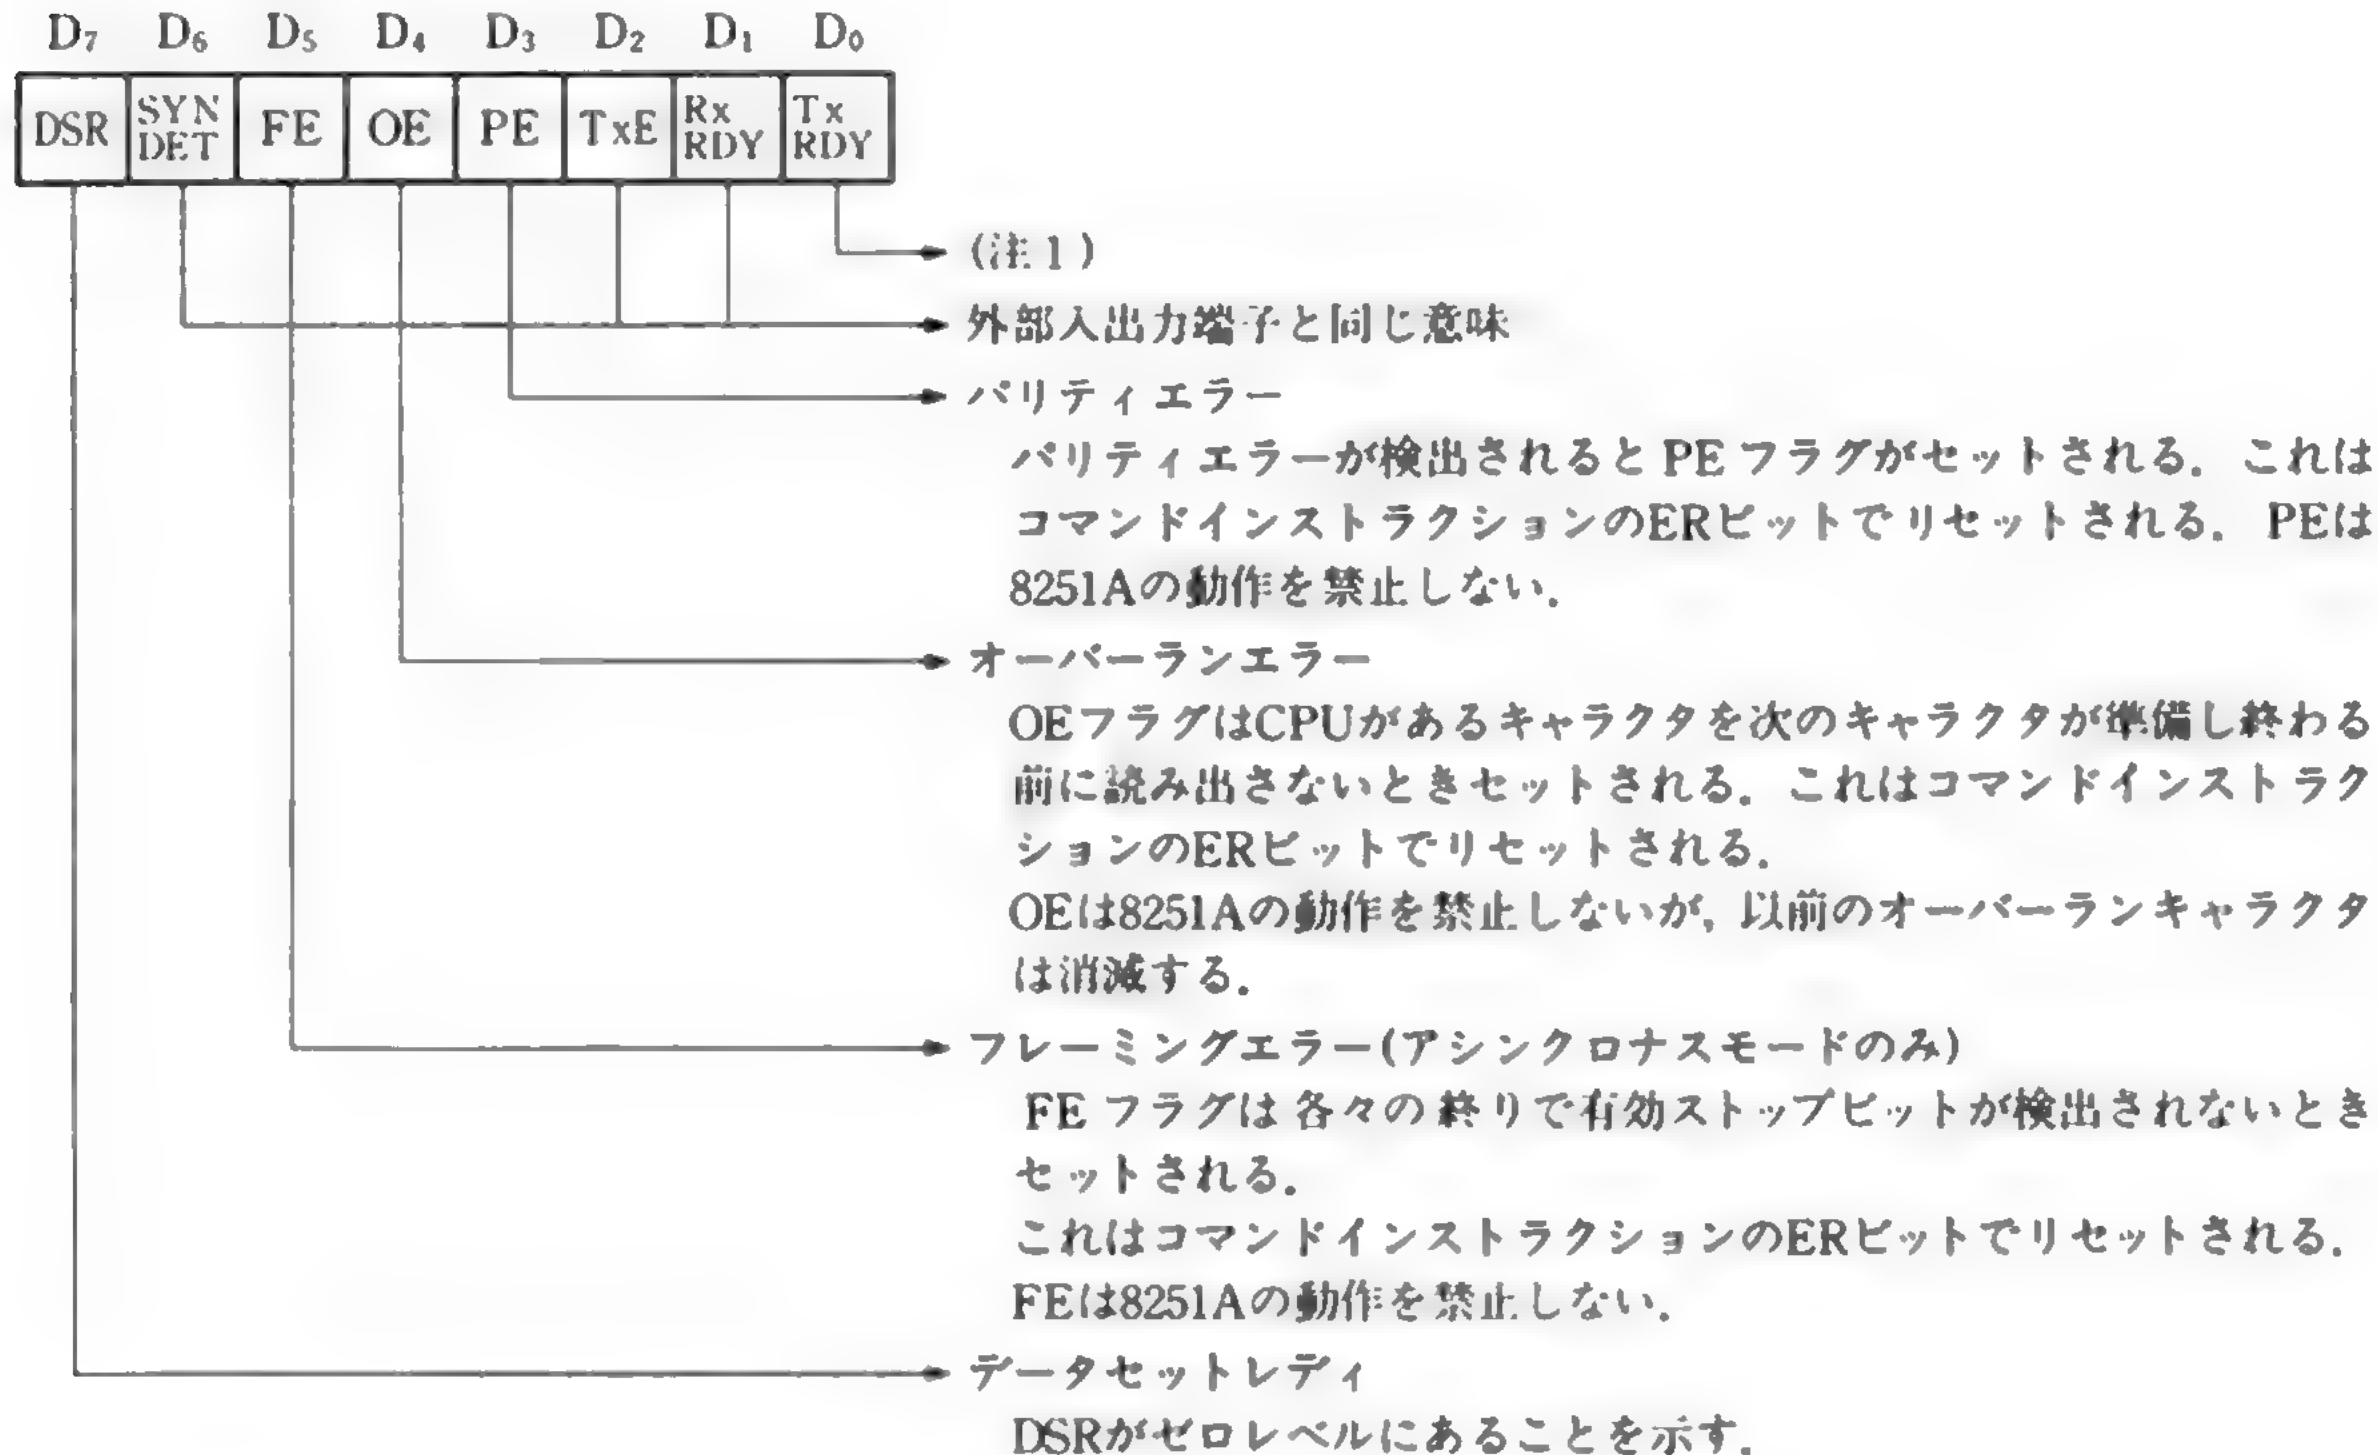 D₇ D₆ D₅ D₄ D₃ D₂ D₁ D₀
DSR SYN DET FE OE PE TxE Rx RDY Tx RDY
(注1)
外部入出力端子と同じ意味
パリティエラー
パリティエラーが検出されるとPEフラグがセットされる．これは
コマンドインストラクションのERビットでリセットされる．PEは
8251Aの動作を禁止しない．
オーバーランエラー
OEフラグはCPUがあるキャラクタを次のキャラクタが準備し終わる
前に読み出さないときセットされる．これはコマンドインストラク
ションのERビットでリセットされる．
OEは8251Aの動作を禁止しないが，以前のオーバーランキャラクタ
は消滅する．
フレーミングエラー(アシンクロナスモードのみ)
FEフラグは各々の終りで有効ストップビットが検出されないとき
セットされる．
これはコマンドインストラクションのERビットでリセットされる．
FEは8251Aの動作を禁止しない．
データセットレディ
DSRがゼロレベルにあることを示す．